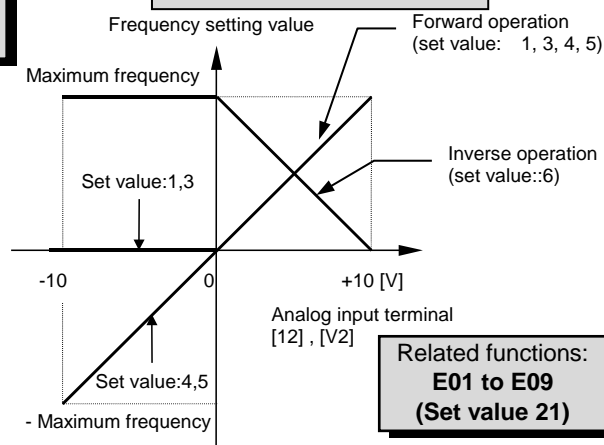 Frequency setting value
Forward operation
(set value: 1, 3, 4, 5)
Maximum frequency
Inverse operation
(set value::6)
Set value:1,3
-10
0
+10 [V]
Analog input terminal
[12] , [V2]
Related functions:
E01 to E09
(Set value 21)
Set value:4,5
- Maximum frequency